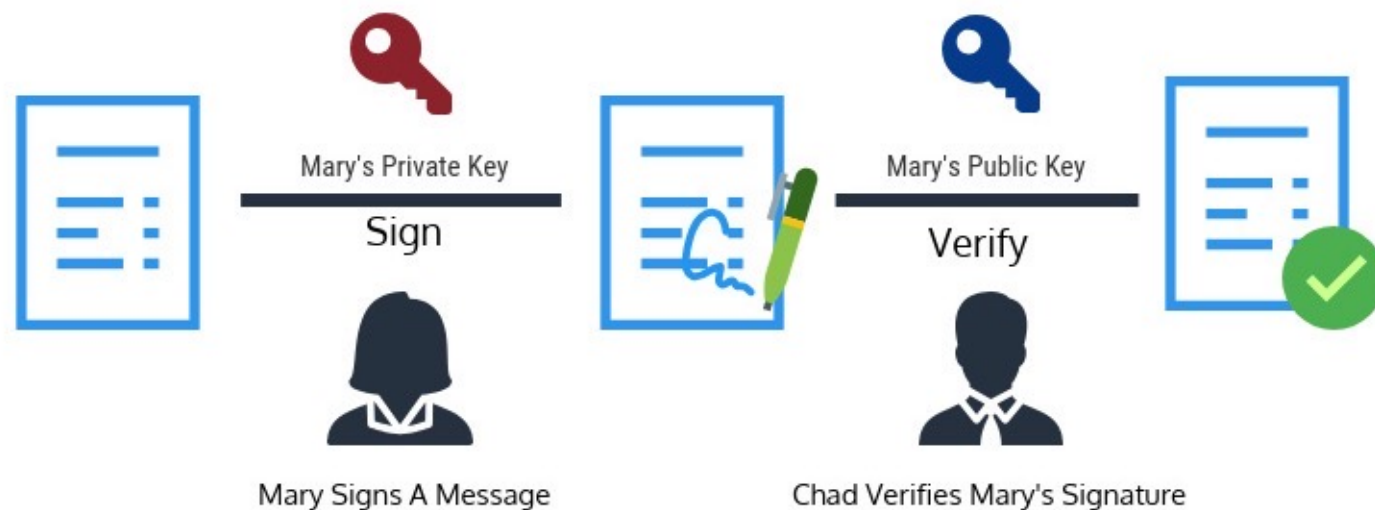 Mary's Private Key
Sign
Mary Signs A Message
Mary's Public Key
Verify
Chad Verifies Mary's Signature